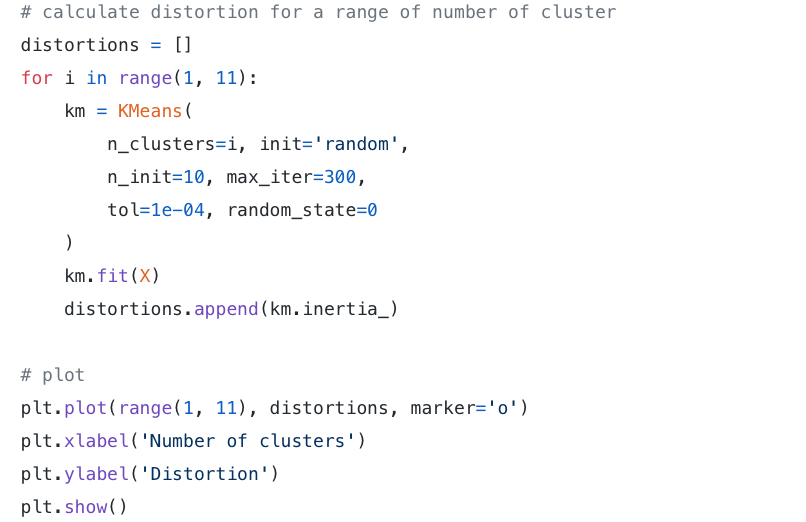 # calculate distortion for a range of number of cluster
distortions = []
for i in range(1, 11):
    km = KMeans(
        n_clusters=i, init='random',
        n_init=10, max_iter=300,
        tol=1e-04, random_state=0
    )
    km.fit(X)
    distortions.append(km.inertia_)

# plot
plt.plot(range(1, 11), distortions, marker='o')
plt.xlabel('Number of clusters')
plt.ylabel('Distortion')
plt.show()